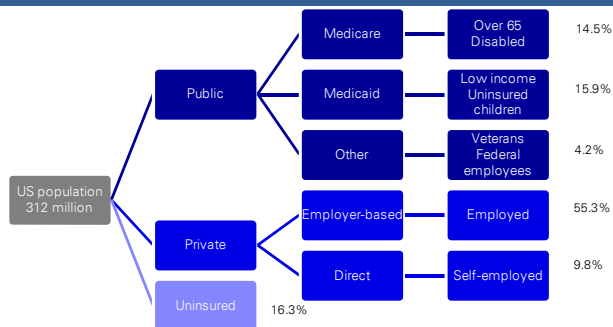 Medicare
Over 65
Disabled
14.5%
Public
Medicaid
Low income
Uninsured
children
15.9%
Other
Veterans
Federal
employees
4.2%
US population
312 million
Private
Employer-based
Employed
55.3%
Direct
Self-employed
9.8%
Uninsured
16.3%